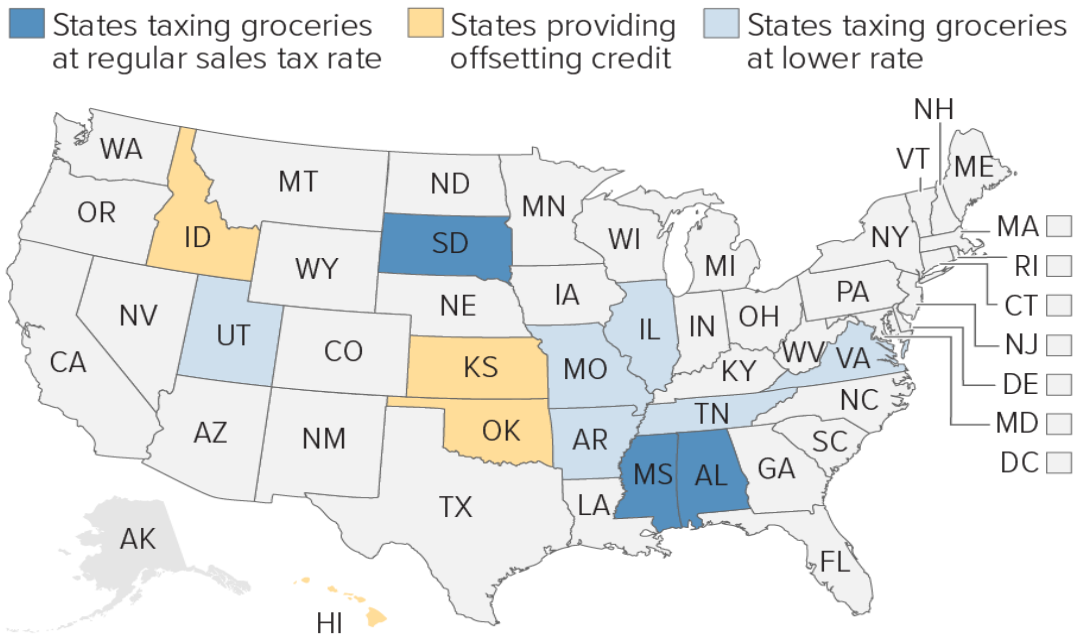 States taxing groceries
at regular sales tax rate
States providing
offsetting credit
States taxing groceries
at lower rate
NH
VT
ME
WA
MT
ND
MN
OR
ID
SD
WI
NY
MA
WY
MI
RI
IA
PA
CT
NE
NV
UT
CO
IL
IN
OH
NJ
CA
KS
MO
KY
WV
VA
DE
AZ
NM
OK
AR
TN
NC
MD
SC
DC
MS
AL
GA
TX
LA
AK
FL
HI